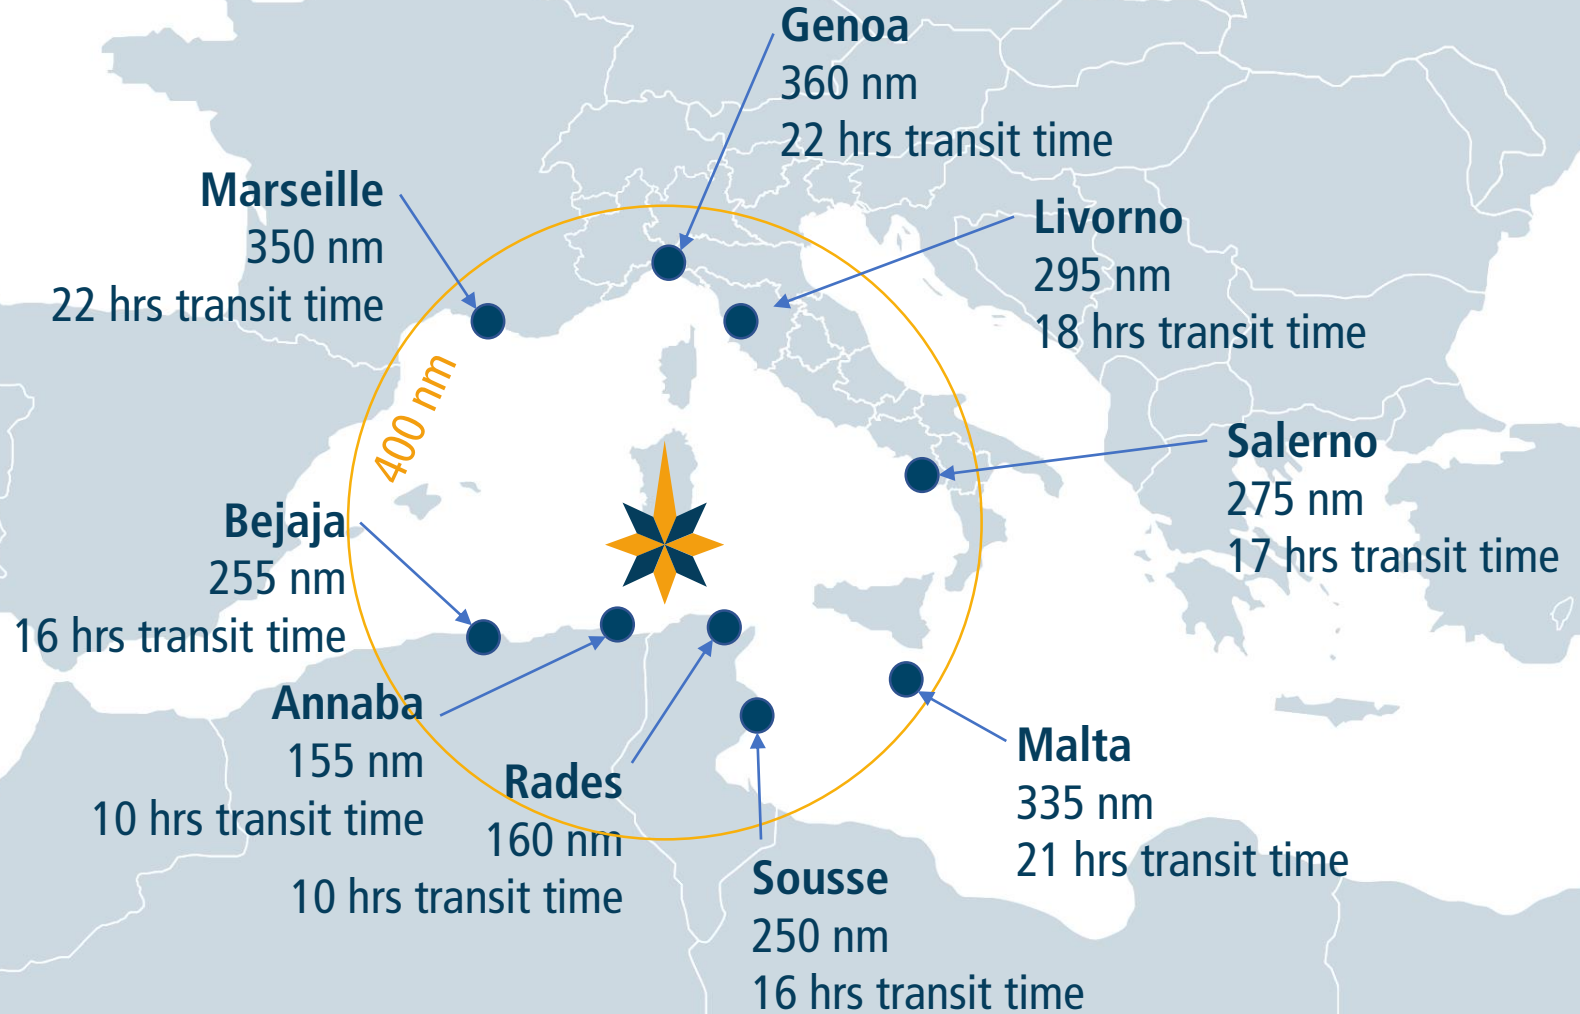 Genoa
360 nm
22 hrs transit time
Marseille
350 nm
22 hrs transit time
Livorno
295 nm
18 hrs transit time
400 nm
Salerno
275 nm
17 hrs transit time
Bejaja
255 nm
16 hrs transit time
Annaba
155 nm
10 hrs transit time
Rades
160 nm
10 hrs transit time
Malta
335 nm
21 hrs transit time
Sousse
250 nm
16 hrs transit time